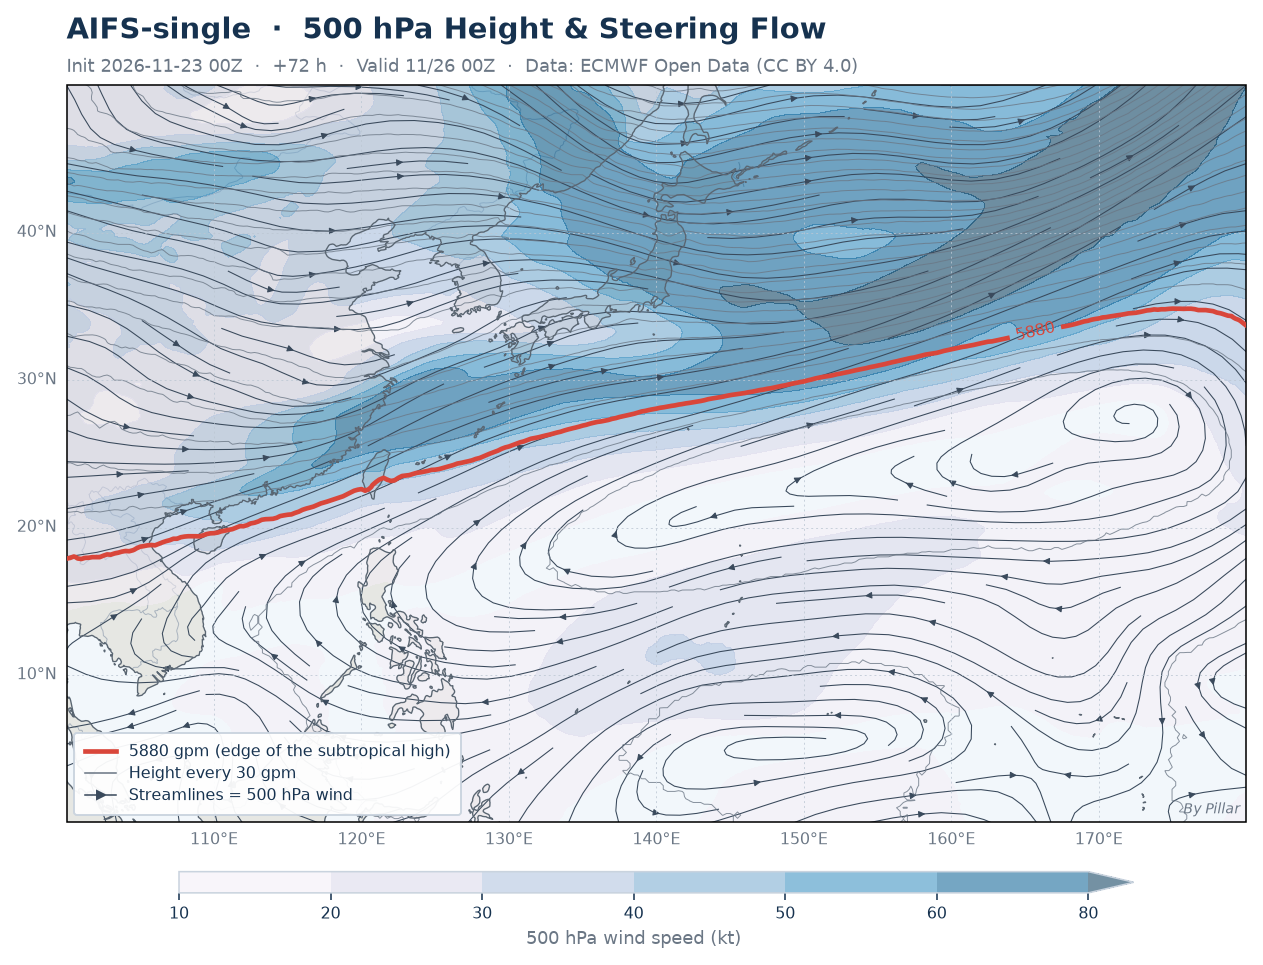 AIFS-single · 500 hPa Height & Steering Flow
Init 2026-11-23 00Z · +72 h · Valid 11/26 00Z · Data: ECMWF Open Data (CC BY 4.0)
40°N
30°N
20°N
10°N
5880
5880 gpm (edge of the subtropical high)
Height every 30 gpm
Streamlines = 500 hPa wind
By Pillar
110°E 120°E 130°E 140°E 150°E 160°E 170°E
10 20 30 40 50 60 80
500 hPa wind speed (kt)